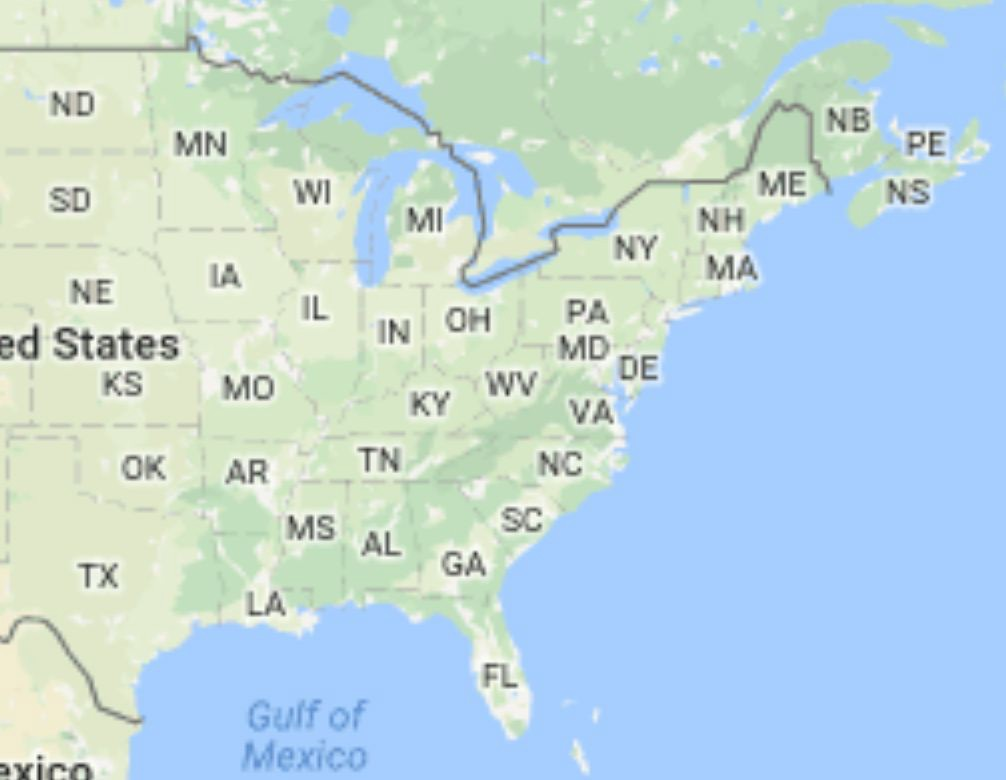 ND
MN
NB
PE
SD
WI
MI
ME
NS
NH
NY
MA
NE
IA
IL
IN
OH
PA
MD
DE
ed States
KS
MO
KY
WV
VA
OK
AR
TN
NC
MS
AL
SC
GA
TX
LA
FL
Gulf of
Mexico
exico